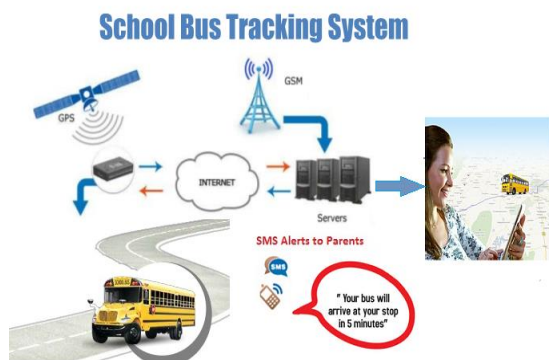 School Bus Tracking System
GPS
GSM
INTERNET
Servers
SMS Alerts to Parents
SMS
" Your bus will
arrive at your stop
in 5 minutes"